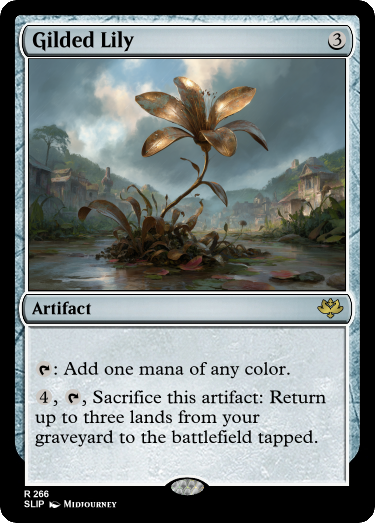 Gilded Lily 3
Artifact
: Add one mana of any color.
4, , Sacrifice this artifact: Return
up to three lands from your
graveyard to the battlefield tapped.
R 266
SLIP Midjourney